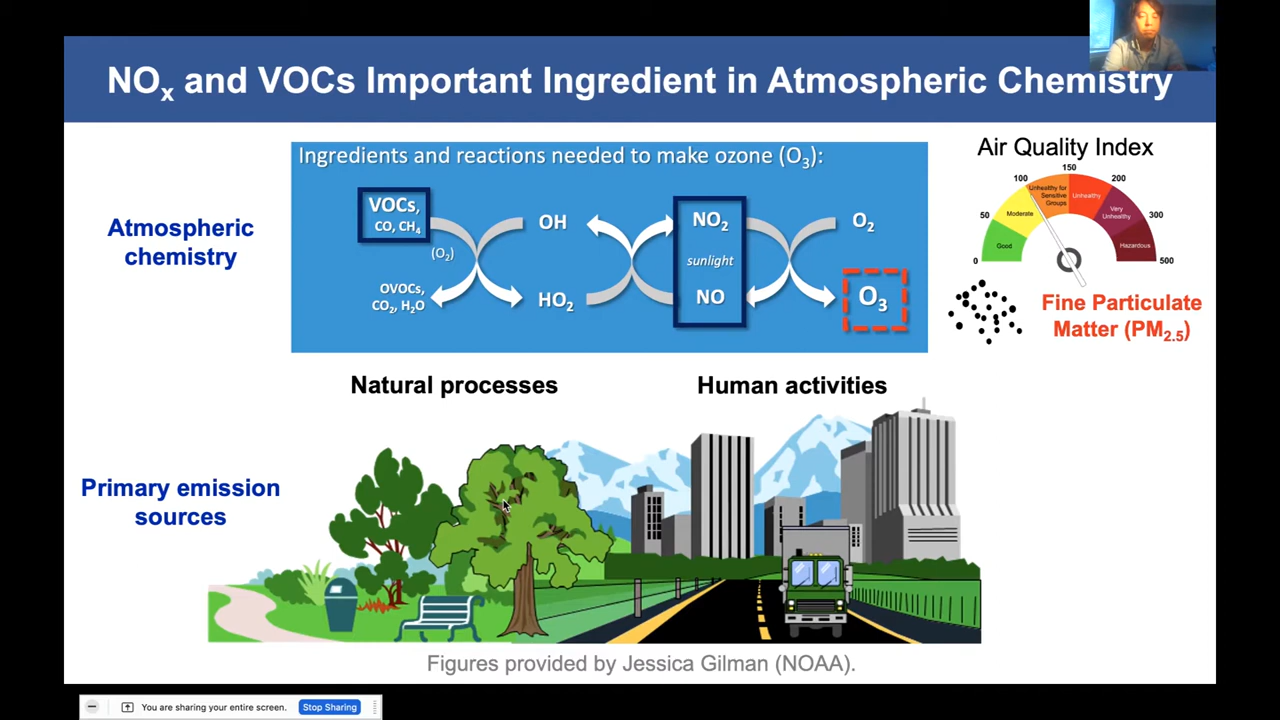 NOx and VOCs Important Ingredient in Atmospheric Chemistry
Ingredients and reactions needed to make ozone (O3):
VOCs,
CO, CH4
(O2)
OVOCs,
CO2, H2O
OH
HO2
NO2
sunlight
NO
O2
O3
Air Quality Index
0
50
100
150
200
300
500
Good
Moderate
Unhealthy for
Sensitive
Groups
Unhealthy
Very
Unhealthy
Hazardous
Fine Particulate
Matter (PM2.5)
Atmospheric
chemistry
Natural processes
Human activities
Primary emission
sources
Figures provided by Jessica Gilman (NOAA).
You are sharing your entire screen.
Stop Sharing